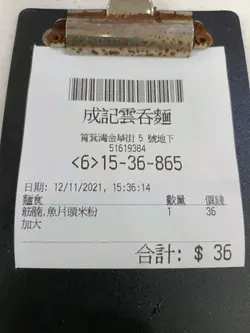 成記雲吞麵
筲箕灣金華街 5 號地下
51619384
<6>15-36-865
日期: 12/11/2021, 15:36:14
麵食 數量 價錢
筋腩,魚片頭米粉 1 36
加大
合計: $ 36